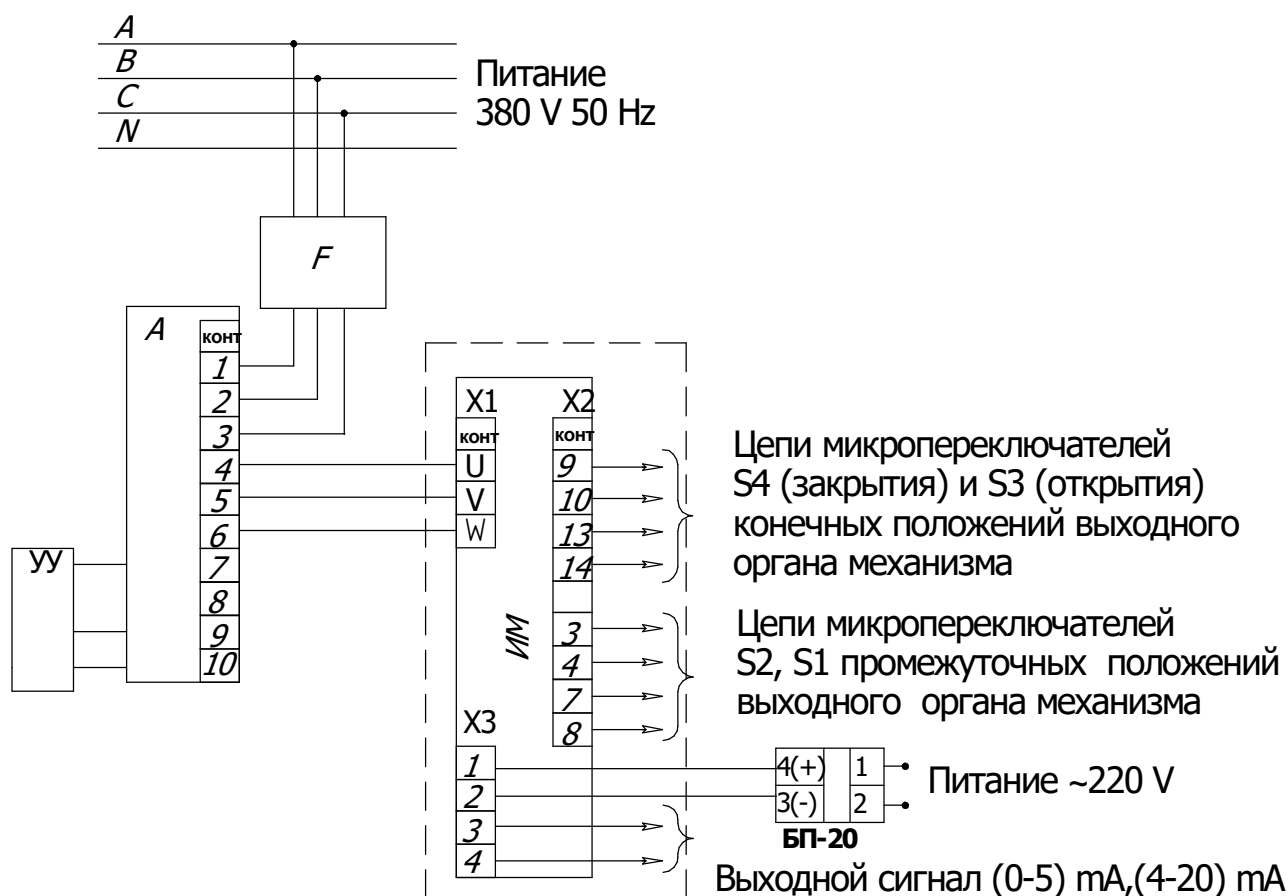 A
B
C
N
Питание
380 V 50 Hz
F
A
конт
1
2
3
4
5
6
7
8
9
10
УУ
X1
конт
U
V
W
X2
конт
9
10
13
14
3
4
7
8
ИМ
X3
1
2
3
4
Цепи микропереключателей
S4 (закрытия) и S3 (открытия)
конечных положений выходного
органа механизма
Цепи микропереключателей
S2, S1 промежуточных положений
выходного органа механизма
4(+) 1
3(-) 2
БП-20
Питание ~220 V
Выходной сигнал (0-5) mA,(4-20) mA